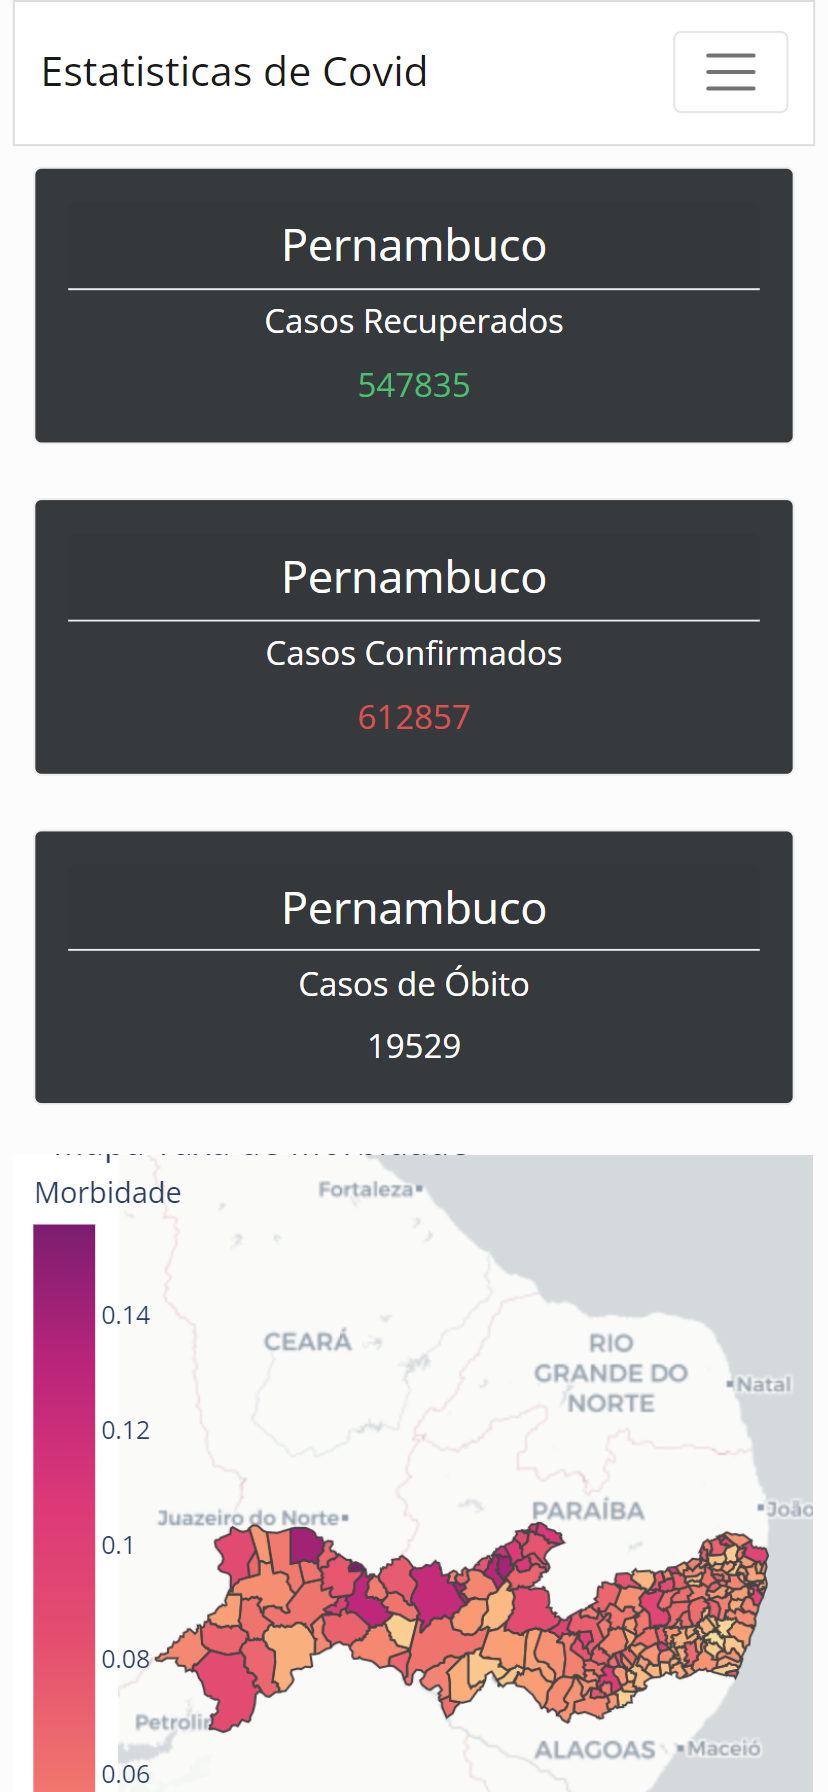 Estatisticas de Covid
Pernambuco
Casos Recuperados
547835
Pernambuco
Casos Confirmados
612857
Pernambuco
Casos de Óbito
19529
Morbidade
Fortaleza
0.14
CEARÁ
RIO
GRANDE DO
NORTE
Natal
0.12
0.1
Juazeiro do Norte
PARAÍBA
João
0.08
Petrolin
ALAGOAS
Maceió
0.06